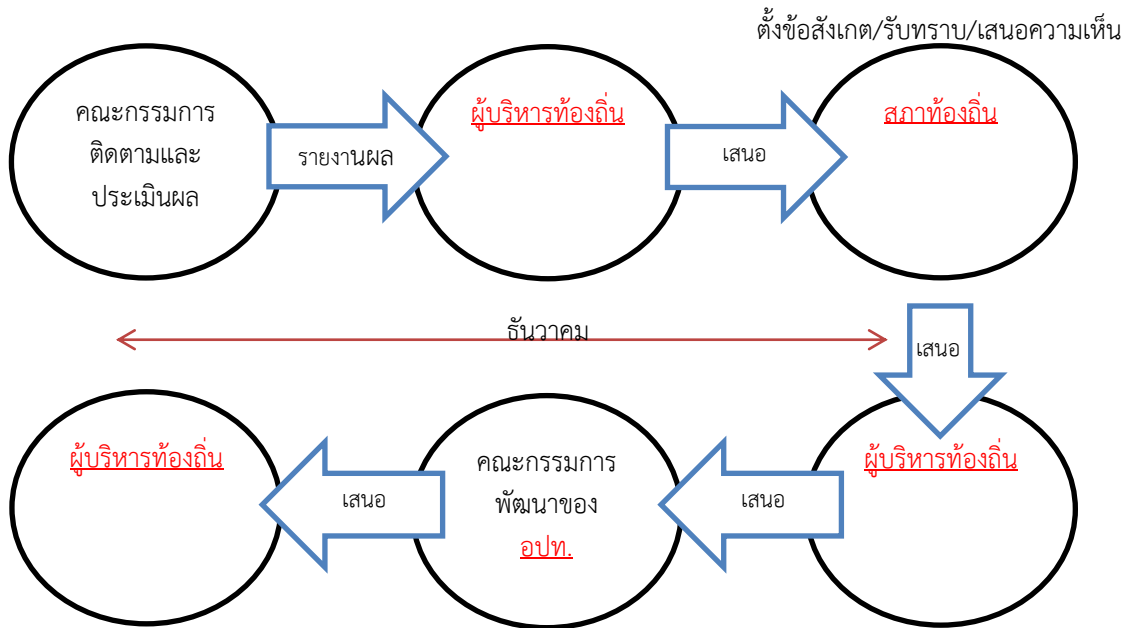 ตั้งข้อสังเกต/รับทราบ/เสนอความเห็น
คณะกรรมการ
ติดตามและ
ประเมินผล
รายงานผล
ผู้บริหารท้องถิ่น
เสนอ
สภาท้องถิ่น
ธันวาคม
เสนอ
ผู้บริหารท้องถิ่น
เสนอ
คณะกรรมการ
พัฒนาของ
อปท.
เสนอ
ผู้บริหารท้องถิ่น